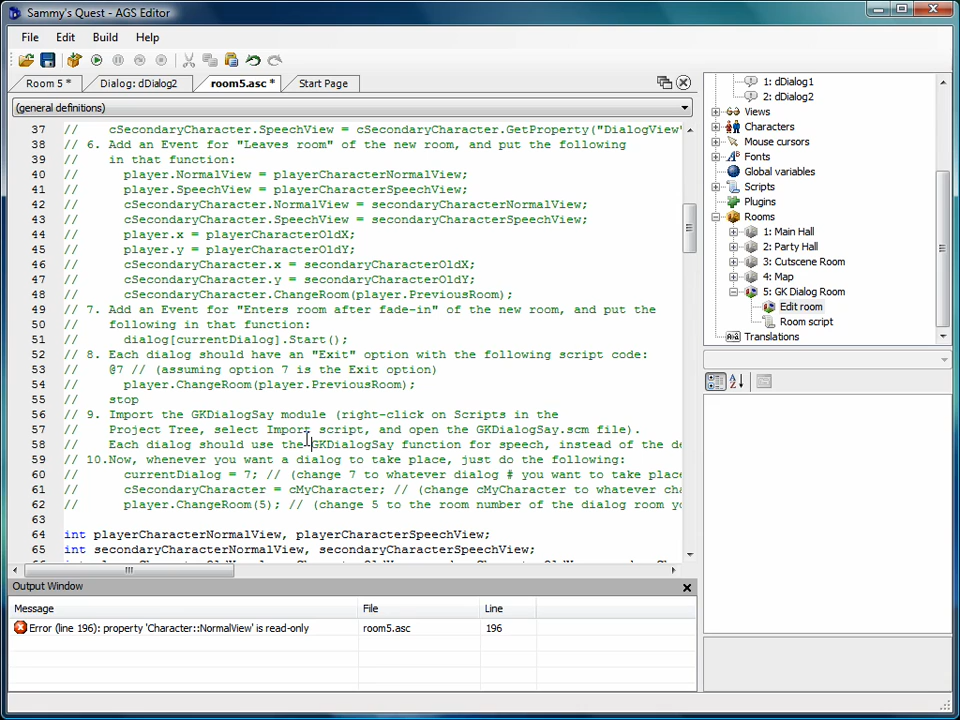 Sammy's Quest - AGS Editor
File Edit Build Help
Room 5 * Dialog: dDialog2 room5.asc * Start Page
(general definitions)
37 // cSecondaryCharacter.SpeechView = cSecondaryCharacter.GetProperty("DialogView"
38 // 6. Add an Event for "Leaves room" of the new room, and put the following
39 // in that function:
40 // player.NormalView = playerCharacterNormalView;
41 // player.SpeechView = playerCharacterSpeechView;
42 // cSecondaryCharacter.NormalView = secondaryCharacterNormalView;
43 // cSecondaryCharacter.SpeechView = secondaryCharacterSpeechView;
44 // player.x = playerCharacterOldX;
45 // player.y = playerCharacterOldY;
46 // cSecondaryCharacter.x = secondaryCharacterOldX;
47 // cSecondaryCharacter.y = secondaryCharacterOldY;
48 // cSecondaryCharacter.ChangeRoom(player.PreviousRoom);
49 // 7. Add an Event for "Enters room after fade-in" of the new room, and put the
50 // following in that function:
51 // dialog[currentDialog].Start();
52 // 8. Each dialog should have an "Exit" option with the following script code:
53 // @7 // (assuming option 7 is the Exit option)
54 // player.ChangeRoom(player.PreviousRoom);
55 // stop
56 // 9. Import the GKDialogSay module (right-click on Scripts in the
57 // Project Tree, select Import script, and open the GKDialogSay.scm file).
58 // Each dialog should use the GKDialogSay function for speech, instead of the de
59 // 10.Now, whenever you want a dialog to take place, just do the following:
60 // currentDialog = 7; // (change 7 to whatever dialog # you want to take place
61 // cSecondaryCharacter = cMyCharacter; // (change cMyCharacter to whatever cha
62 // player.ChangeRoom(5); // (change 5 to the room number of the dialog room yo
63
64 int playerCharacterNormalView, playerCharacterSpeechView;
65 int secondaryCharacterNormalView, secondaryCharacterSpeechView;
Output Window
Message File Line
Error (line 196): property 'Character::NormalView' is read-only room5.asc 196
1: dDialog1
2: dDialog2
Views
Characters
Mouse cursors
Fonts
Global variables
Scripts
Plugins
Rooms
1: Main Hall
2: Party Hall
3: Cutscene Room
4: Map
5: GK Dialog Room
Edit room
Room script
Translations